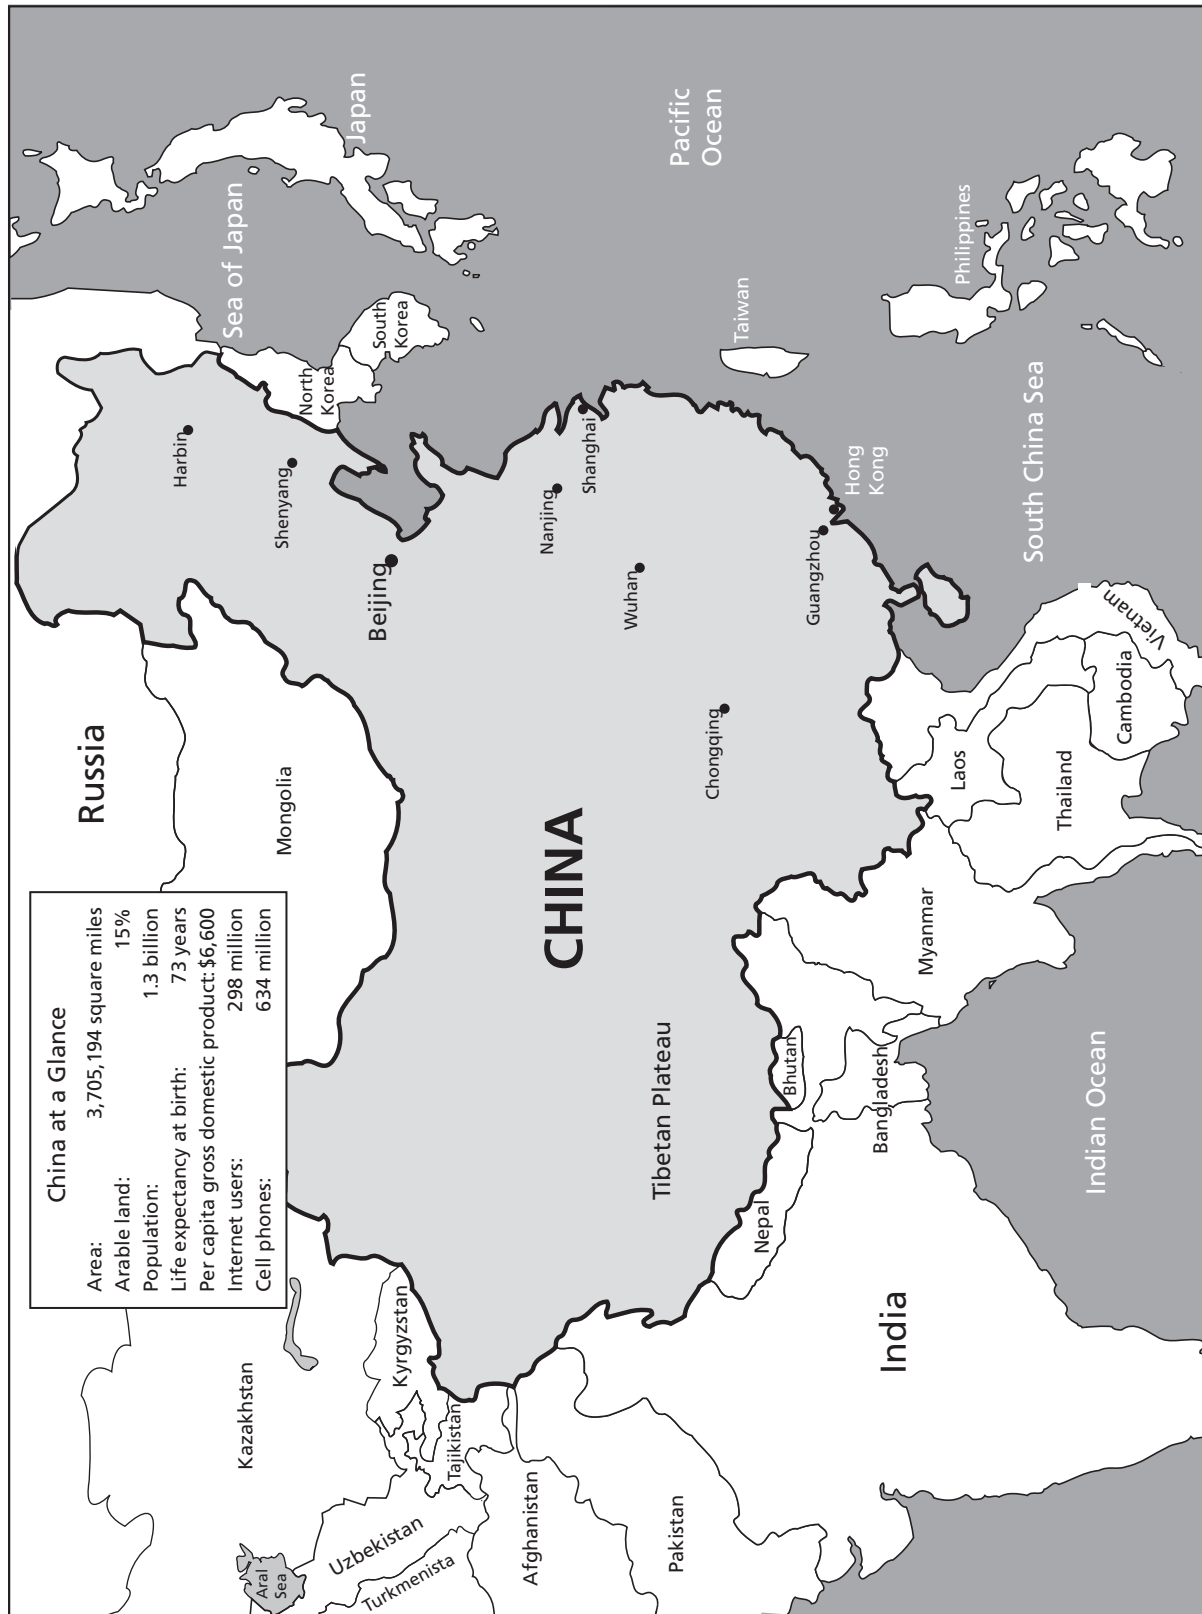 China at a Glance
Area: 3,705,194 square miles
Arable land: 15%
Population: 1.3 billion
Life expectancy at birth: 73 years
Per capita gross domestic product: $6,600
Internet users: 298 million
Cell phones: 634 million
Russia
Mongolia
Kazakhstan
Aral
Sea
Uzbekistan
Turkmenista
Kyrgyzstan
Tajikistan
Afghanistan
Pakistan
India
Nepal
Bhutan
Bangladesh
Myanmar
Laos
Thailand
Cambodia
Vietnam
CHINA
Tibetan Plateau
Harbin
Shenyang
Beijing
Nanjing
Shanghai
Wuhan
Chongqing
Guangzhou
Hong
Kong
North
Korea
South
Korea
Sea of Japan
Japan
Pacific
Ocean
Taiwan
Philippines
South China Sea
Indian Ocean